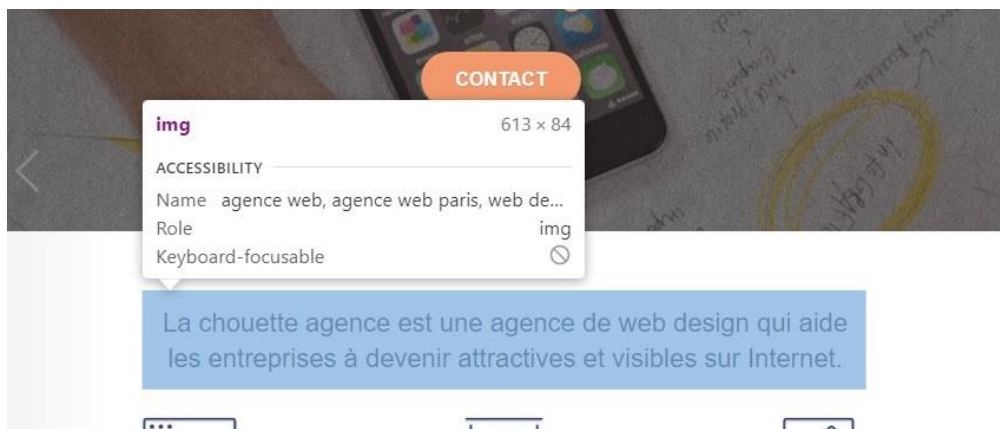 CONTACT
img 613 × 84
ACCESSIBILITY
Name agence web, agence web paris, web de...
Role img
Keyboard-focusable
La chouette agence est une agence de web design qui aide
les entreprises à devenir attractives et visibles sur Internet.